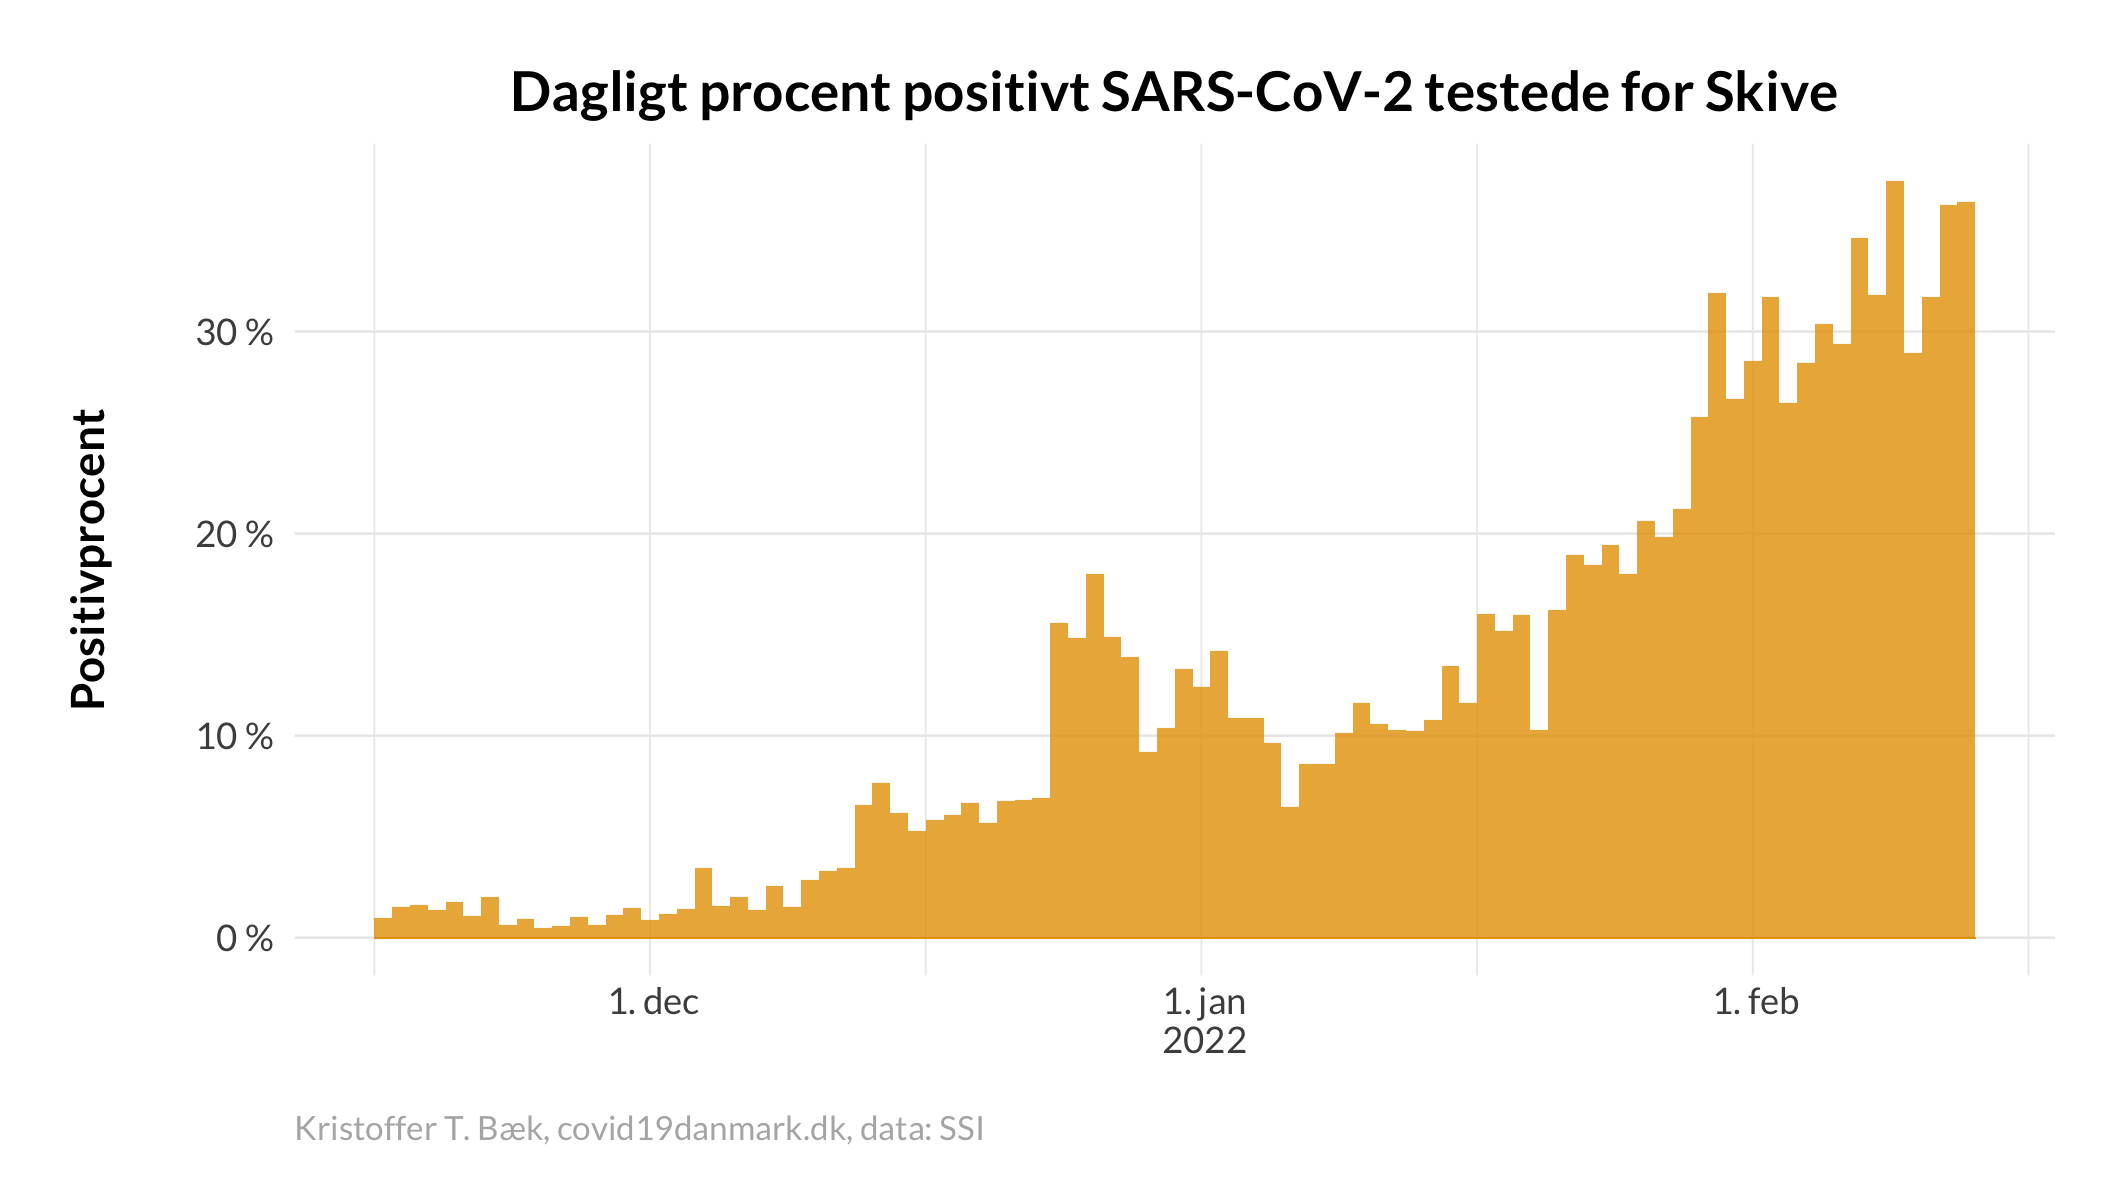 Dagligt procent positivt SARS-CoV-2 testede for Skive
Positivprocent
30 %
20 %
10 %
0 %
1. dec
1. jan
2022
1. feb
Kristoffer T. Bæk, covid19danmark.dk, data: SSI